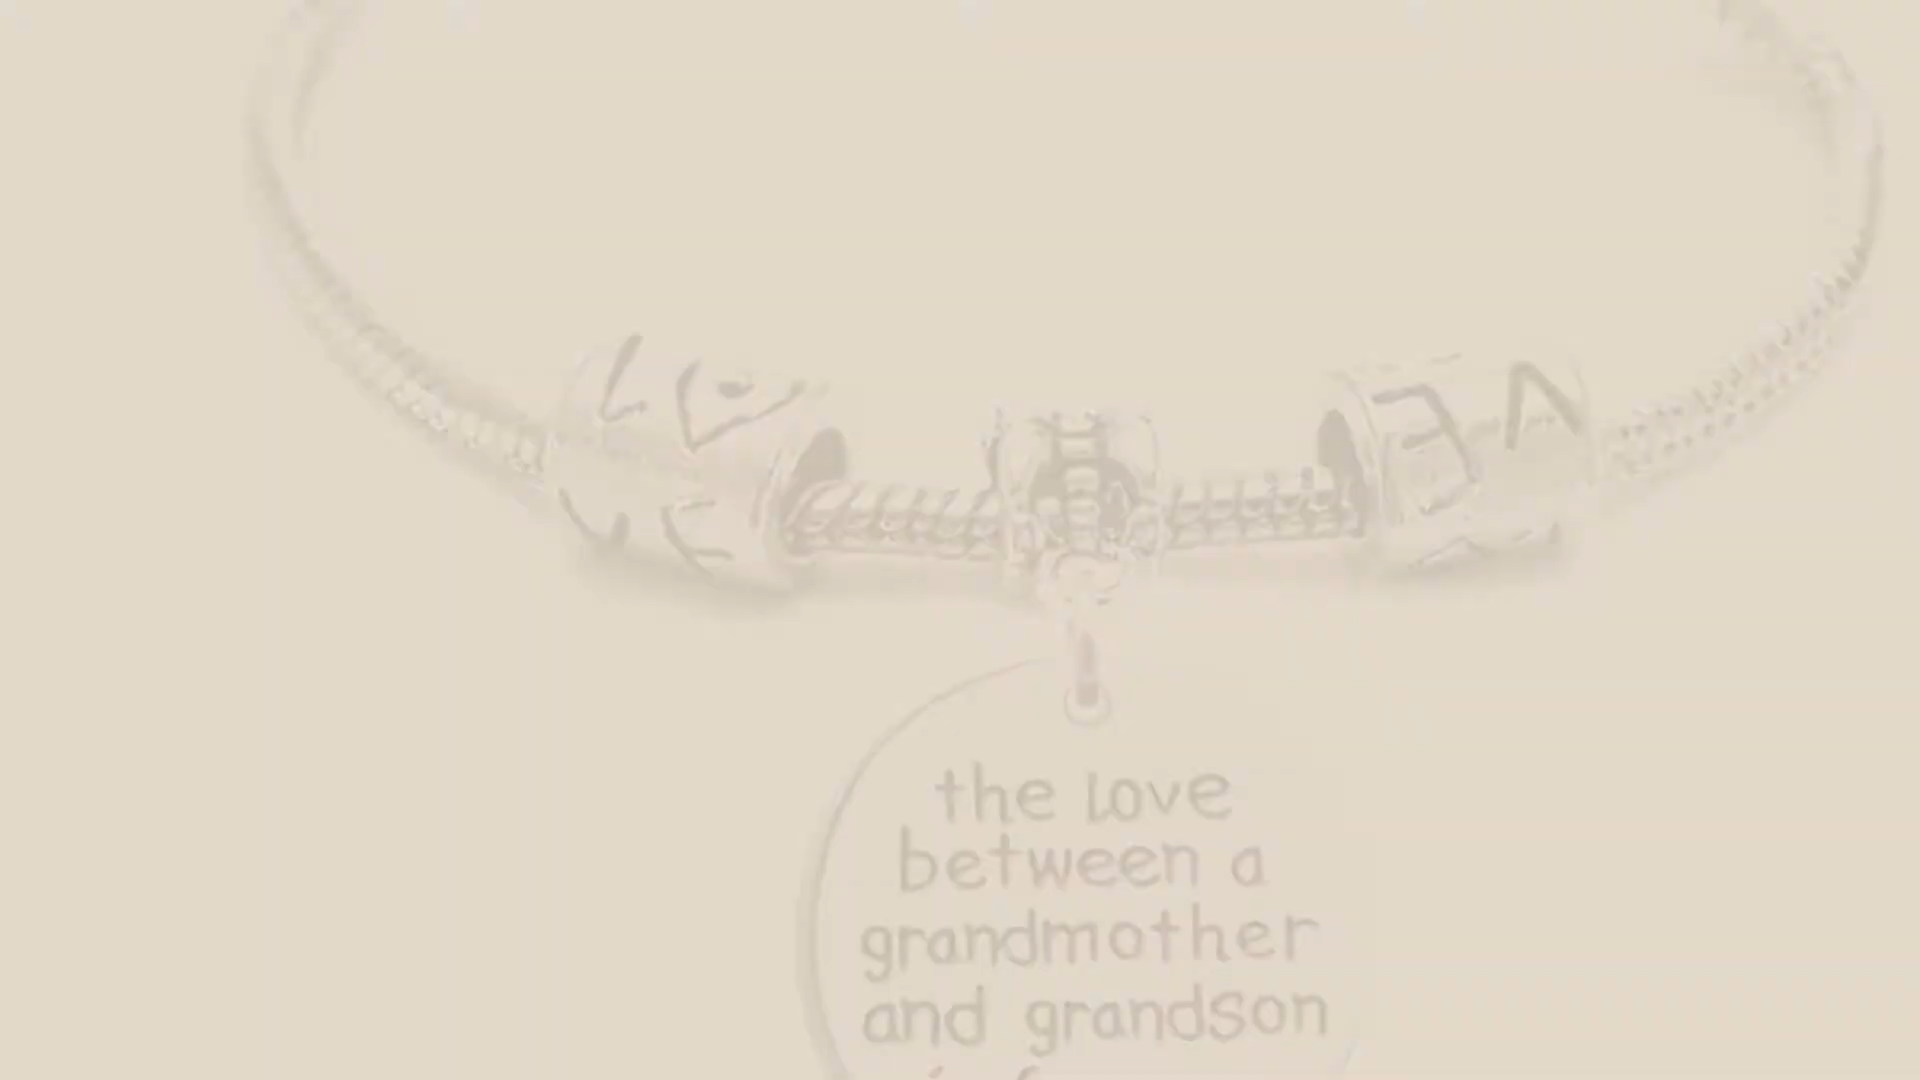 the love
between a
grandmother
and grandson